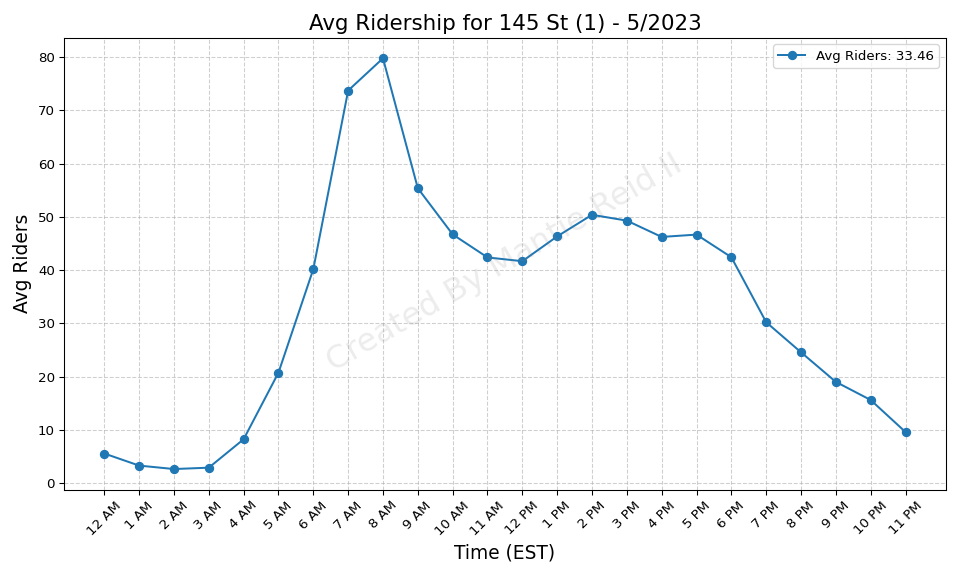 Avg Ridership for 145 St (1) - 5/2023
Avg Riders: 33.46
80
70
60
50
40
30
20
10
0
Avg Riders
Created By Mantie Reid II
12 AM
1 AM
2 AM
3 AM
4 AM
5 AM
6 AM
7 AM
8 AM
9 AM
10 AM
11 AM
12 PM
1 PM
2 PM
3 PM
4 PM
5 PM
6 PM
7 PM
8 PM
9 PM
10 PM
11 PM
Time (EST)